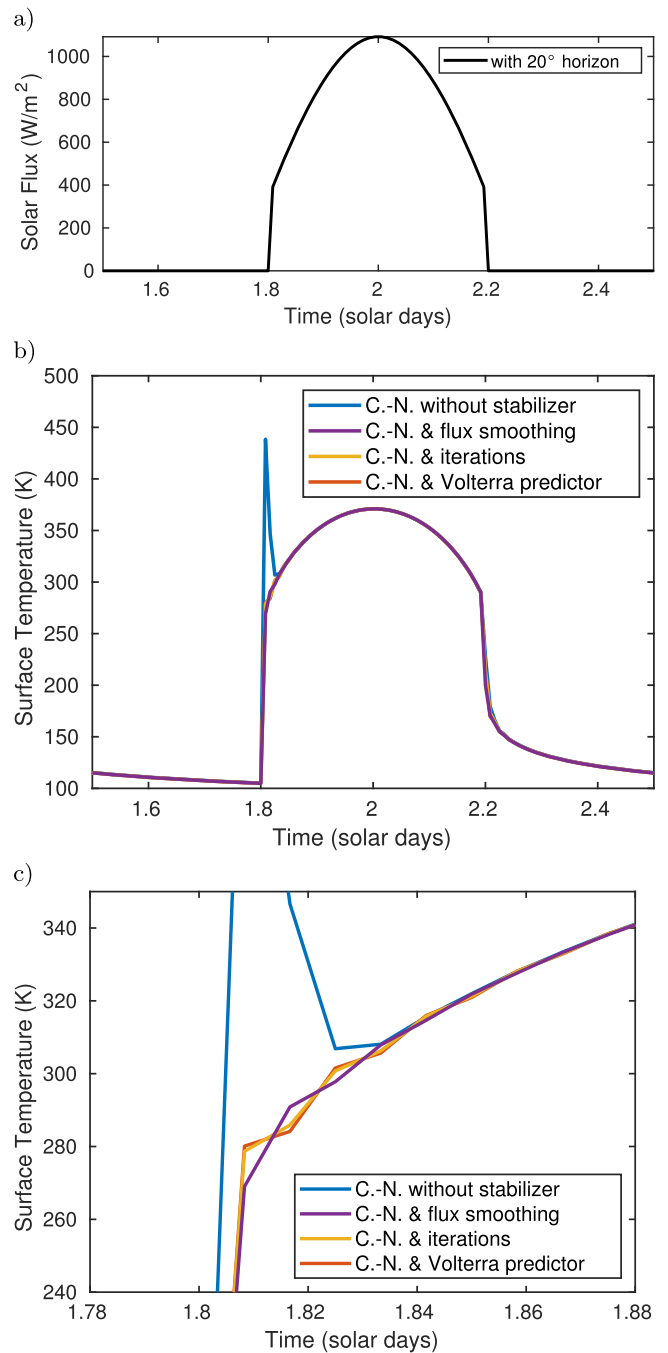 a)
Solar Flux (W/m²)
1000
800
600
400
200
0
with 20° horizon
1.6 1.8 2 2.2 2.4
Time (solar days)
b)
Surface Temperature (K)
500
450
400
350
300
250
200
150
100
C.-N. without stabilizer
C.-N. & flux smoothing
C.-N. & iterations
C.-N. & Volterra predictor
1.6 1.8 2 2.2 2.4
Time (solar days)
c)
Surface Temperature (K)
340
320
300
280
260
240
C.-N. without stabilizer
C.-N. & flux smoothing
C.-N. & iterations
C.-N. & Volterra predictor
1.78 1.8 1.82 1.84 1.86 1.88
Time (solar days)